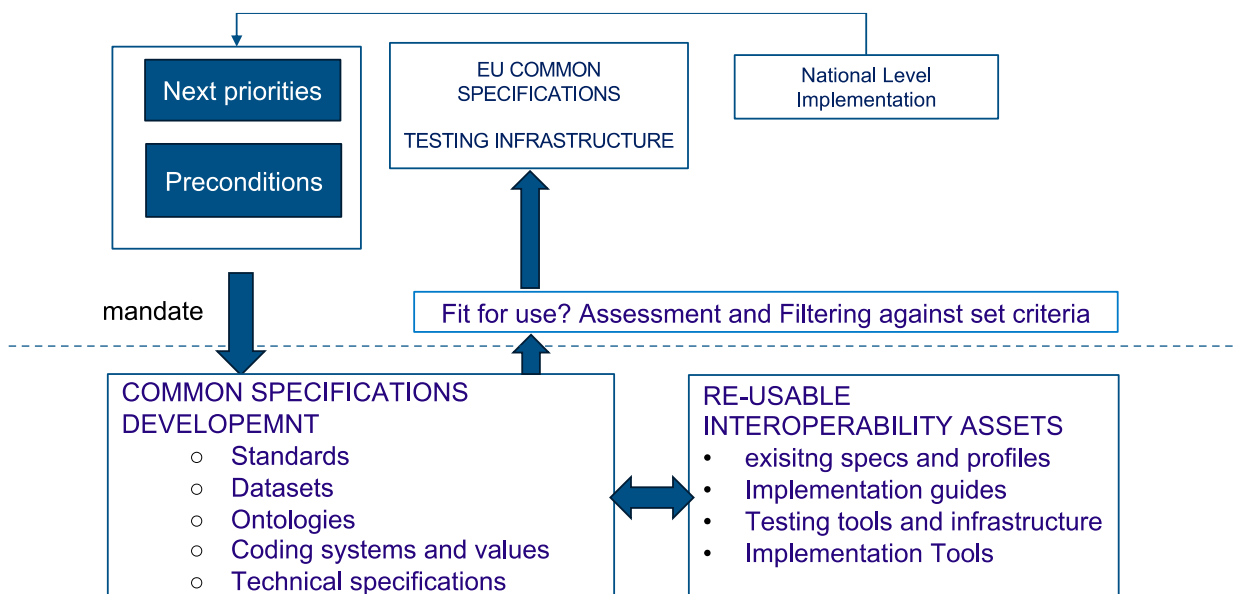 Next priorities
Preconditions
EU COMMON
SPECIFICATIONS
TESTING INFRASTRUCTURE
National Level
Implementation
mandate
Fit for use? Assessment and Filtering against set criteria
COMMON SPECIFICATIONS
DEVELOPEMNT
○ Standards
○ Datasets
○ Ontologies
○ Coding systems and values
○ Technical specifications
RE-USABLE
INTEROPERABILITY ASSETS
• exisitng specs and profiles
• Implementation guides
• Testing tools and infrastructure
• Implementation Tools